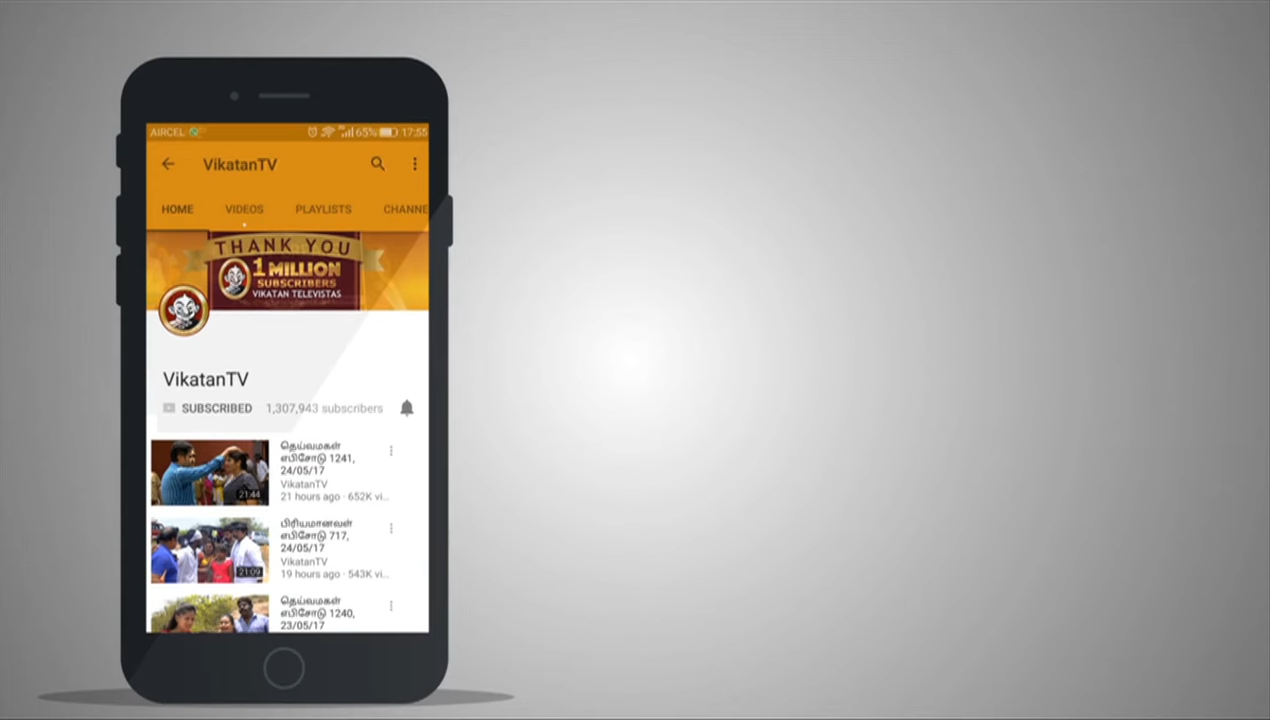 AIRCEL 65% 17:55
VikatanTV
HOME VIDEOS PLAYLISTS CHANNE
THANK YOU
1 MILLION
SUBSCRIBERS
VIKATAN TELEVISTAS
VikatanTV
SUBSCRIBED 1,307,943 subscribers
தெய்வமகள்
எபிசோடு 1241,
24/05/17
VikatanTV
21 hours ago · 652K vi...
21:44
பிரியமானவள்
எபிசோடு 717,
24/05/17
VikatanTV
19 hours ago · 543K vi...
21:09
தெய்வமகள்
எபிசோடு 1240,
23/05/17